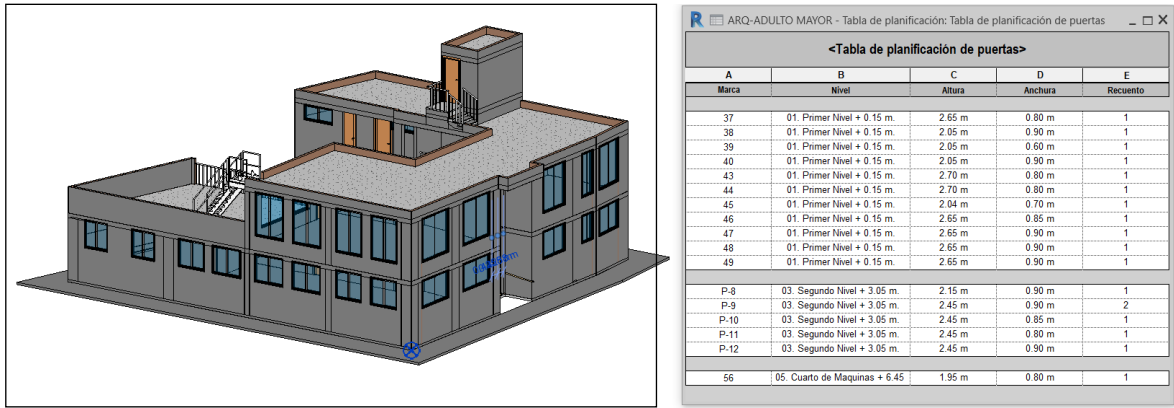 ARQ-ADULTO MAYOR - Tabla de planificación: Tabla de planificación de puertas
<Tabla de planificación de puertas>
A B C D E
Marca Nivel Altura Anchura Recuento
37 01. Primer Nivel + 0.15 m. 2.65 m 0.80 m 1
38 01. Primer Nivel + 0.15 m. 2.05 m 0.90 m 1
39 01. Primer Nivel + 0.15 m. 2.05 m 0.60 m 1
40 01. Primer Nivel + 0.15 m. 2.05 m 0.90 m 1
43 01. Primer Nivel + 0.15 m. 2.70 m 0.80 m 1
44 01. Primer Nivel + 0.15 m. 2.70 m 0.80 m 1
45 01. Primer Nivel + 0.15 m. 2.04 m 0.70 m 1
46 01. Primer Nivel + 0.15 m. 2.65 m 0.85 m 1
47 01. Primer Nivel + 0.15 m. 2.65 m 0.90 m 1
48 01. Primer Nivel + 0.15 m. 2.65 m 0.90 m 1
49 01. Primer Nivel + 0.15 m. 2.65 m 0.90 m 1
P-8 03. Segundo Nivel + 3.05 m. 2.15 m 0.90 m 1
P-9 03. Segundo Nivel + 3.05 m. 2.45 m 0.90 m 2
P-10 03. Segundo Nivel + 3.05 m. 2.45 m 0.85 m 1
P-11 03. Segundo Nivel + 3.05 m. 2.45 m 0.80 m 1
P-12 03. Segundo Nivel + 3.05 m. 2.45 m 0.90 m 1
56 05. Cuarto de Maquinas + 6.45 1.95 m 0.80 m 1